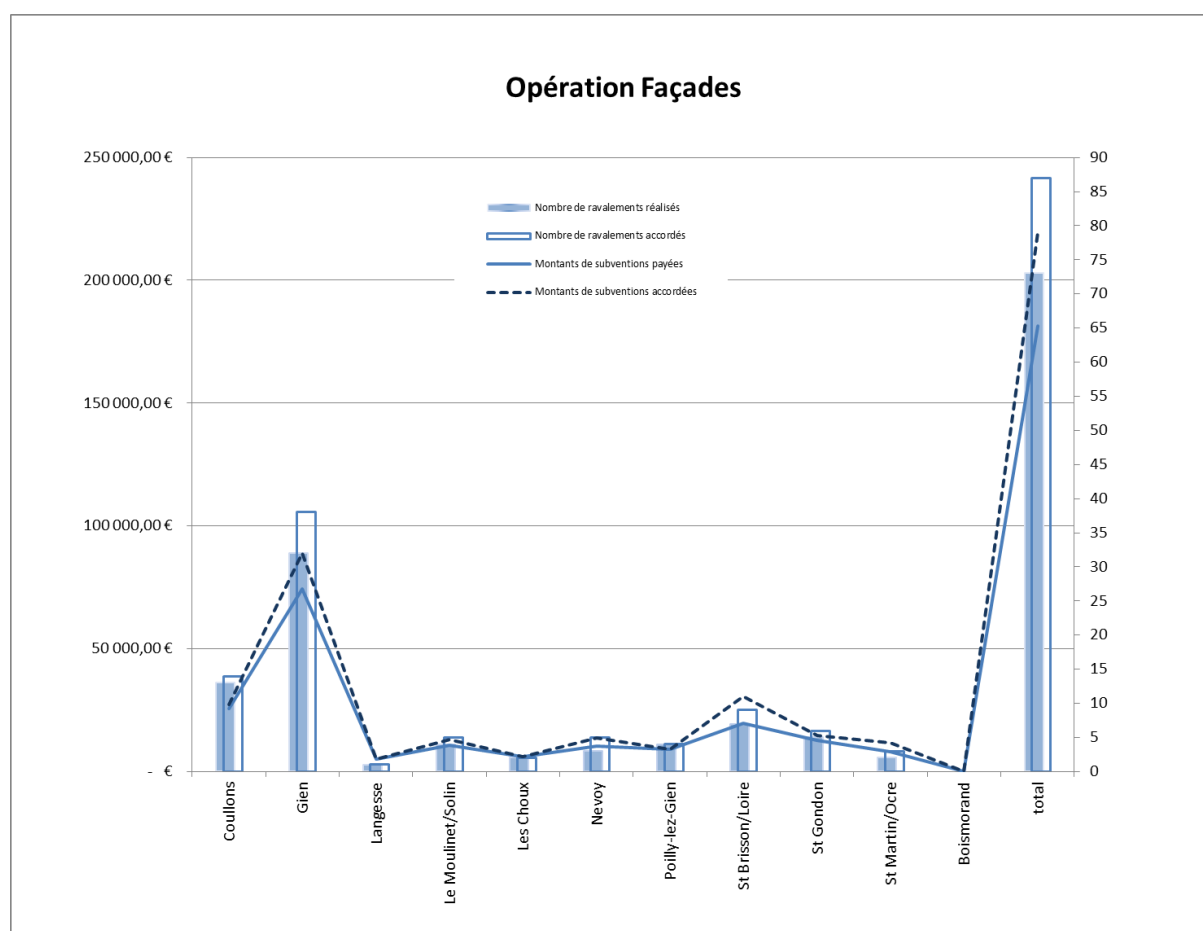 Opération Façades
250 000,00 €
200 000,00 €
150 000,00 €
100 000,00 €
50 000,00 €
- €
90
85
80
75
70
65
60
55
50
45
40
35
30
25
20
15
10
5
0
Nombre de ravalements réalisés
Nombre de ravalements accordés
Montants de subventions payées
Montants de subventions accordées
Coullons
Gien
Langesse
Le Moulinet/Solin
Les Choux
Nevoy
Poilly-lez-Gien
St Brisson/Loire
St Gondon
St Martin/Ocre
Boismorand
total